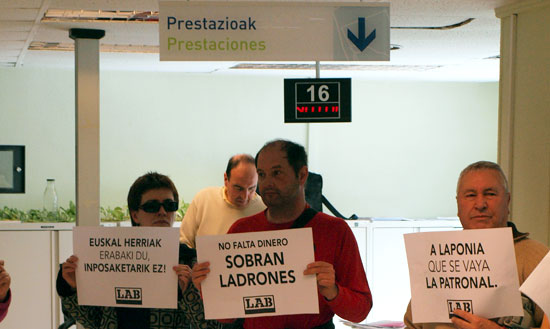 Prestazioak
Prestaciones
16
EUSKAL HERRIAK
ERABAKI DU,
INPOSAKETARIK EZ!
LAB
NO FALTA DINERO
SOBRAN
LADRONES
LAB
A LAPONIA
QUE SE VAYA
LA PATRONAL.
LAB